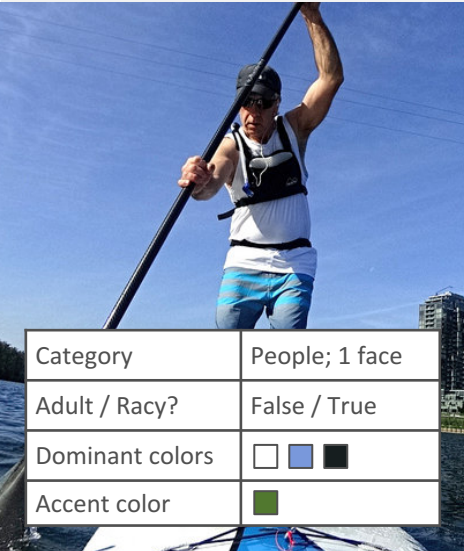 Category People; 1 face
Adult / Racy? False / True
Dominant colors
Accent color